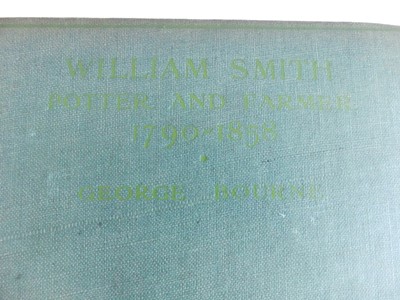 WILLIAM SMITH
POTTER AND FARMER
1790-1858
GEORGE BOURNE